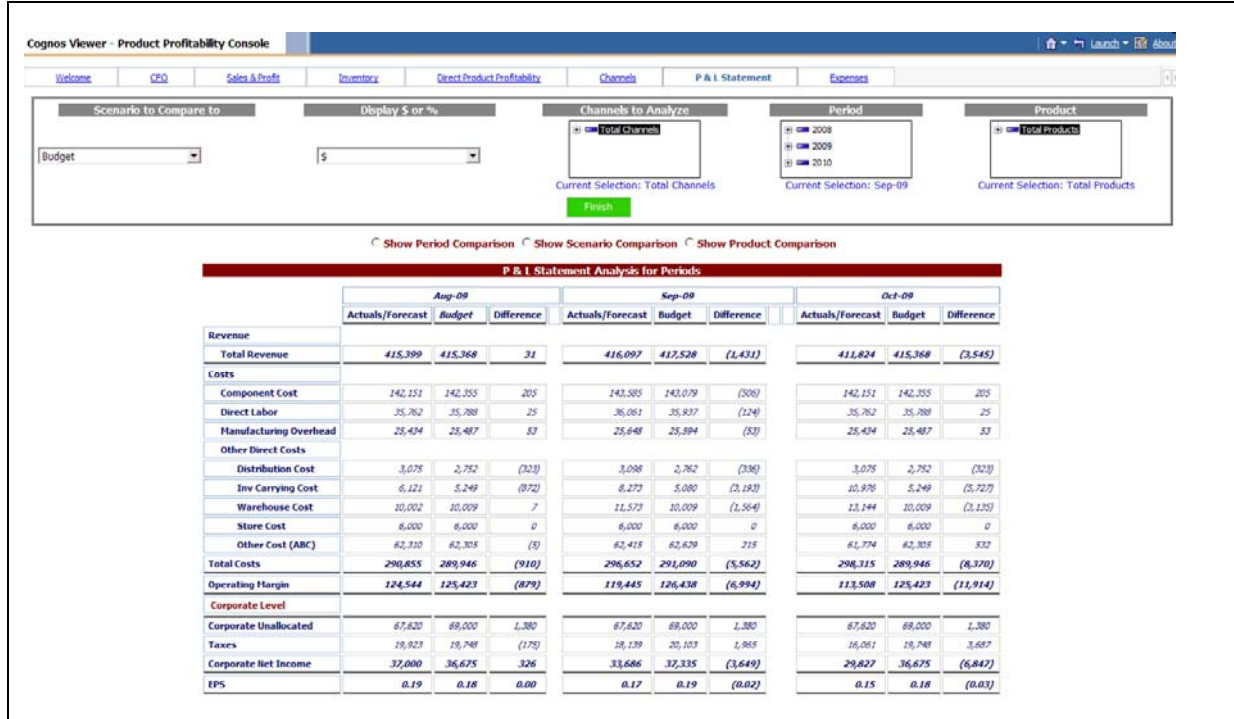 Cognos Viewer - Product Profitability Console Launch About
Welcome CFO Sales & Profit Inventory Direct Product Profitability Channels P & L Statement Expenses
Scenario to Compare to Display $ or % Channels to Analyze Period Product
Total Channels 2008 Total Products
2009
Budget $ 2010
Current Selection: Total Channels Current Selection: Sep-09 Current Selection: Total Products
Finish
Show Period Comparison Show Scenario Comparison Show Product Comparison
P & L Statement Analysis for Periods
Aug-09 Sep-09 Oct-09
Actuals/Forecast Budget Difference Actuals/Forecast Budget Difference Actuals/Forecast Budget Difference
Revenue
Total Revenue 415,399 415,368 31 416,097 417,528 (1,431) 411,824 415,368 (3,545)
Costs
Component Cost 142,151 142,355 205 143,585 143,079 (506) 142,151 142,355 205
Direct Labor 35,762 35,788 25 36,061 35,937 (124) 35,762 35,788 25
Manufacturing Overhead 25,434 25,487 53 25,648 25,594 (53) 25,434 25,487 53
Other Direct Costs
Distribution Cost 3,075 2,752 (323) 3,098 2,762 (336) 3,075 2,752 (323)
Inv Carrying Cost 6,121 5,249 (872) 8,273 5,080 (3,193) 10,976 5,249 (5,727)
Warehouse Cost 10,002 10,009 7 11,573 10,009 (1,564) 13,144 10,009 (3,135)
Store Cost 6,000 6,000 0 6,000 6,000 0 6,000 6,000 0
Other Cost (ABC) 62,310 62,305 (5) 62,415 62,629 215 61,774 62,305 532
Total Costs 290,855 289,946 (910) 296,652 291,090 (5,562) 298,315 289,946 (8,370)
Operating Margin 124,544 125,423 (879) 119,445 126,438 (6,994) 113,508 125,423 (11,914)
Corporate Level
Corporate Unallocated 67,620 69,000 1,380 67,620 69,000 1,380 67,620 69,000 1,380
Taxes 19,923 19,748 (175) 18,139 20,103 1,965 16,061 19,748 3,687
Corporate Net Income 37,000 36,675 326 33,686 37,335 (3,649) 29,827 36,675 (6,847)
EPS 0.19 0.18 0.00 0.17 0.19 (0.02) 0.15 0.18 (0.03)